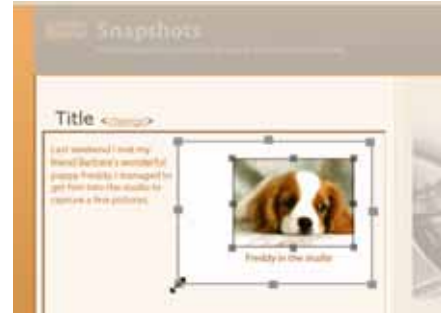 Snapshots
Title <Change>
Last weekend I met my
friend Barbara's wonderful
puppy Freddy. I managed to
get him into the studio to
capture a few pictures.
Freddy in the studio